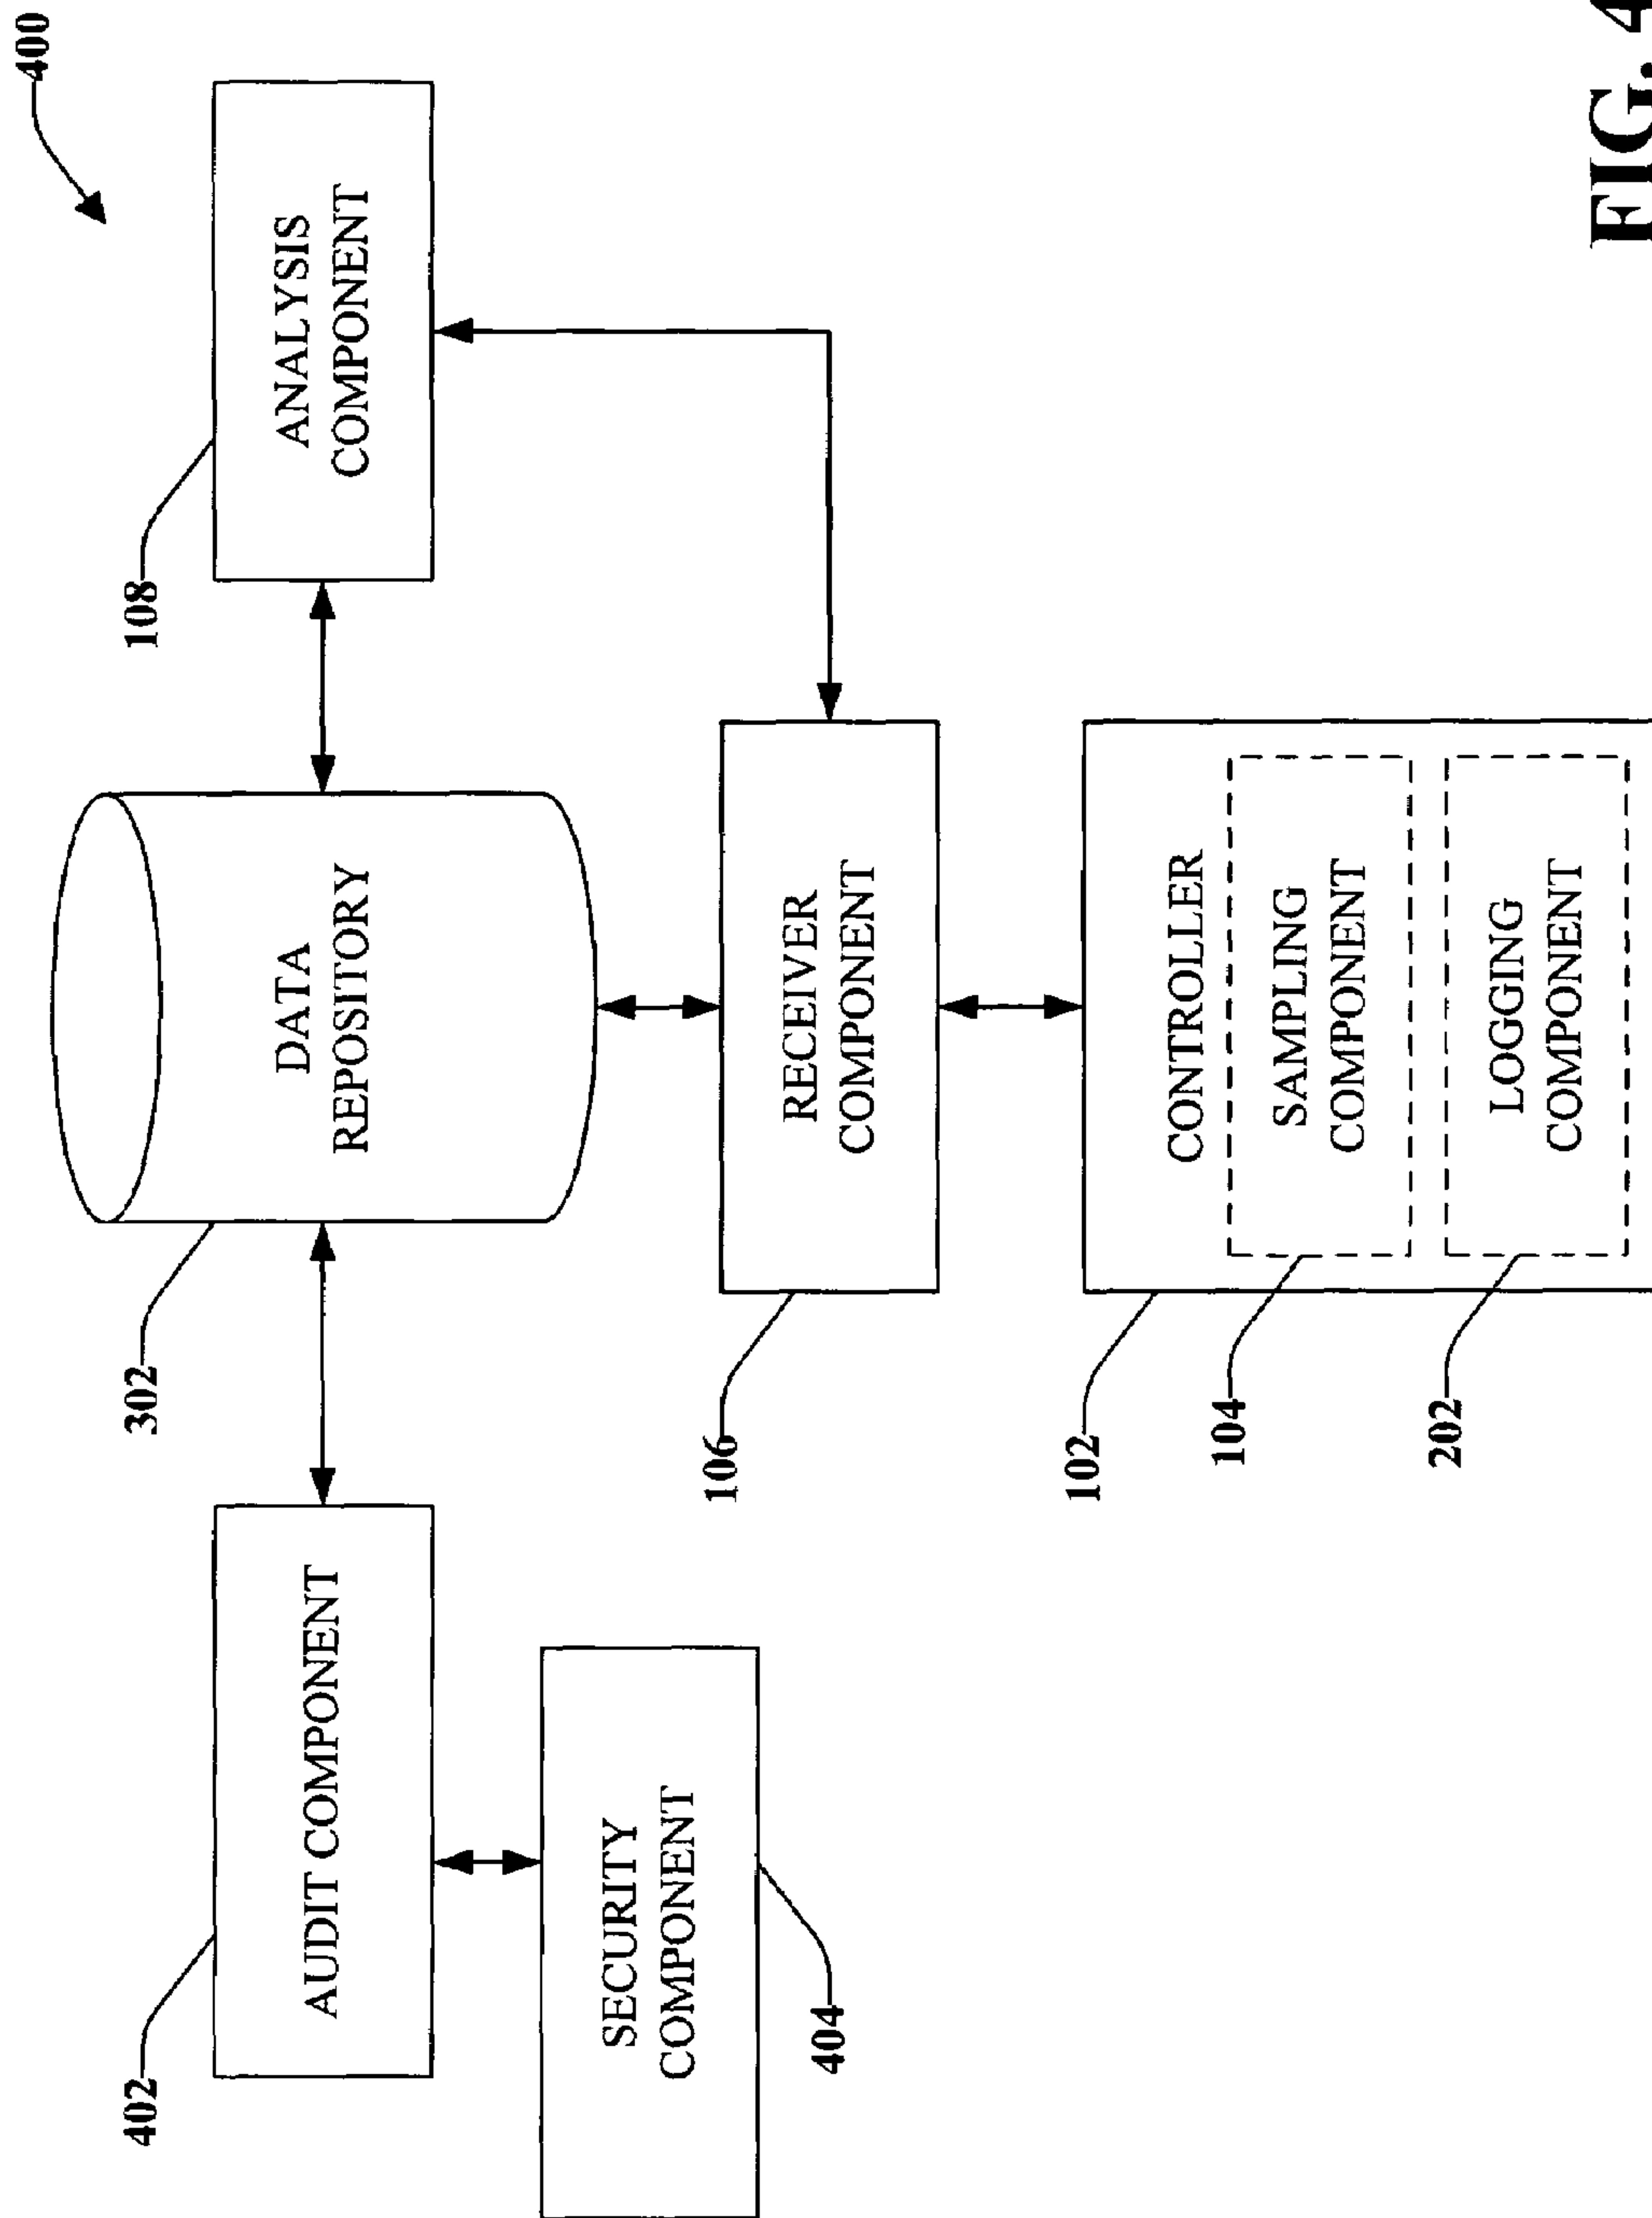 400
402
AUDIT COMPONENT
302
DATA
REPOSITORY
108
ANALYSIS
COMPONENT
SECURITY
COMPONENT
404
106
RECEIVER
COMPONENT
102
CONTROLLER
104
SAMPLING
COMPONENT
202
LOGGING
COMPONENT
FIG. 4